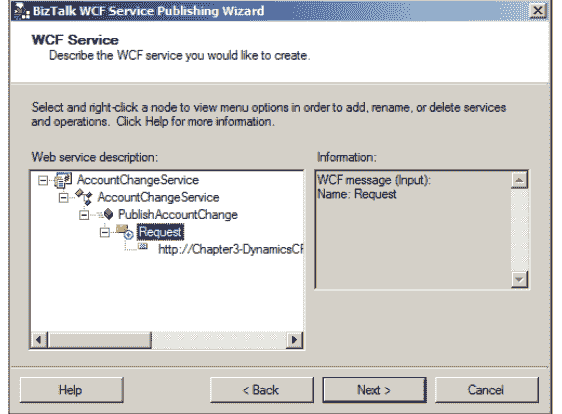 BizTalk WCF Service Publishing Wizard
WCF Service
Describe the WCF service you would like to create.
Select and right-click a node to view menu options in order to add, rename, or delete services
and operations. Click Help for more information.
Web service description:
Information:
AccountChangeService
AccountChangeService
PublishAccountChange
Request
http://Chapter3-DynamicsCF
WCF message (Input):
Name: Request
Help
< Back
Next >
Cancel